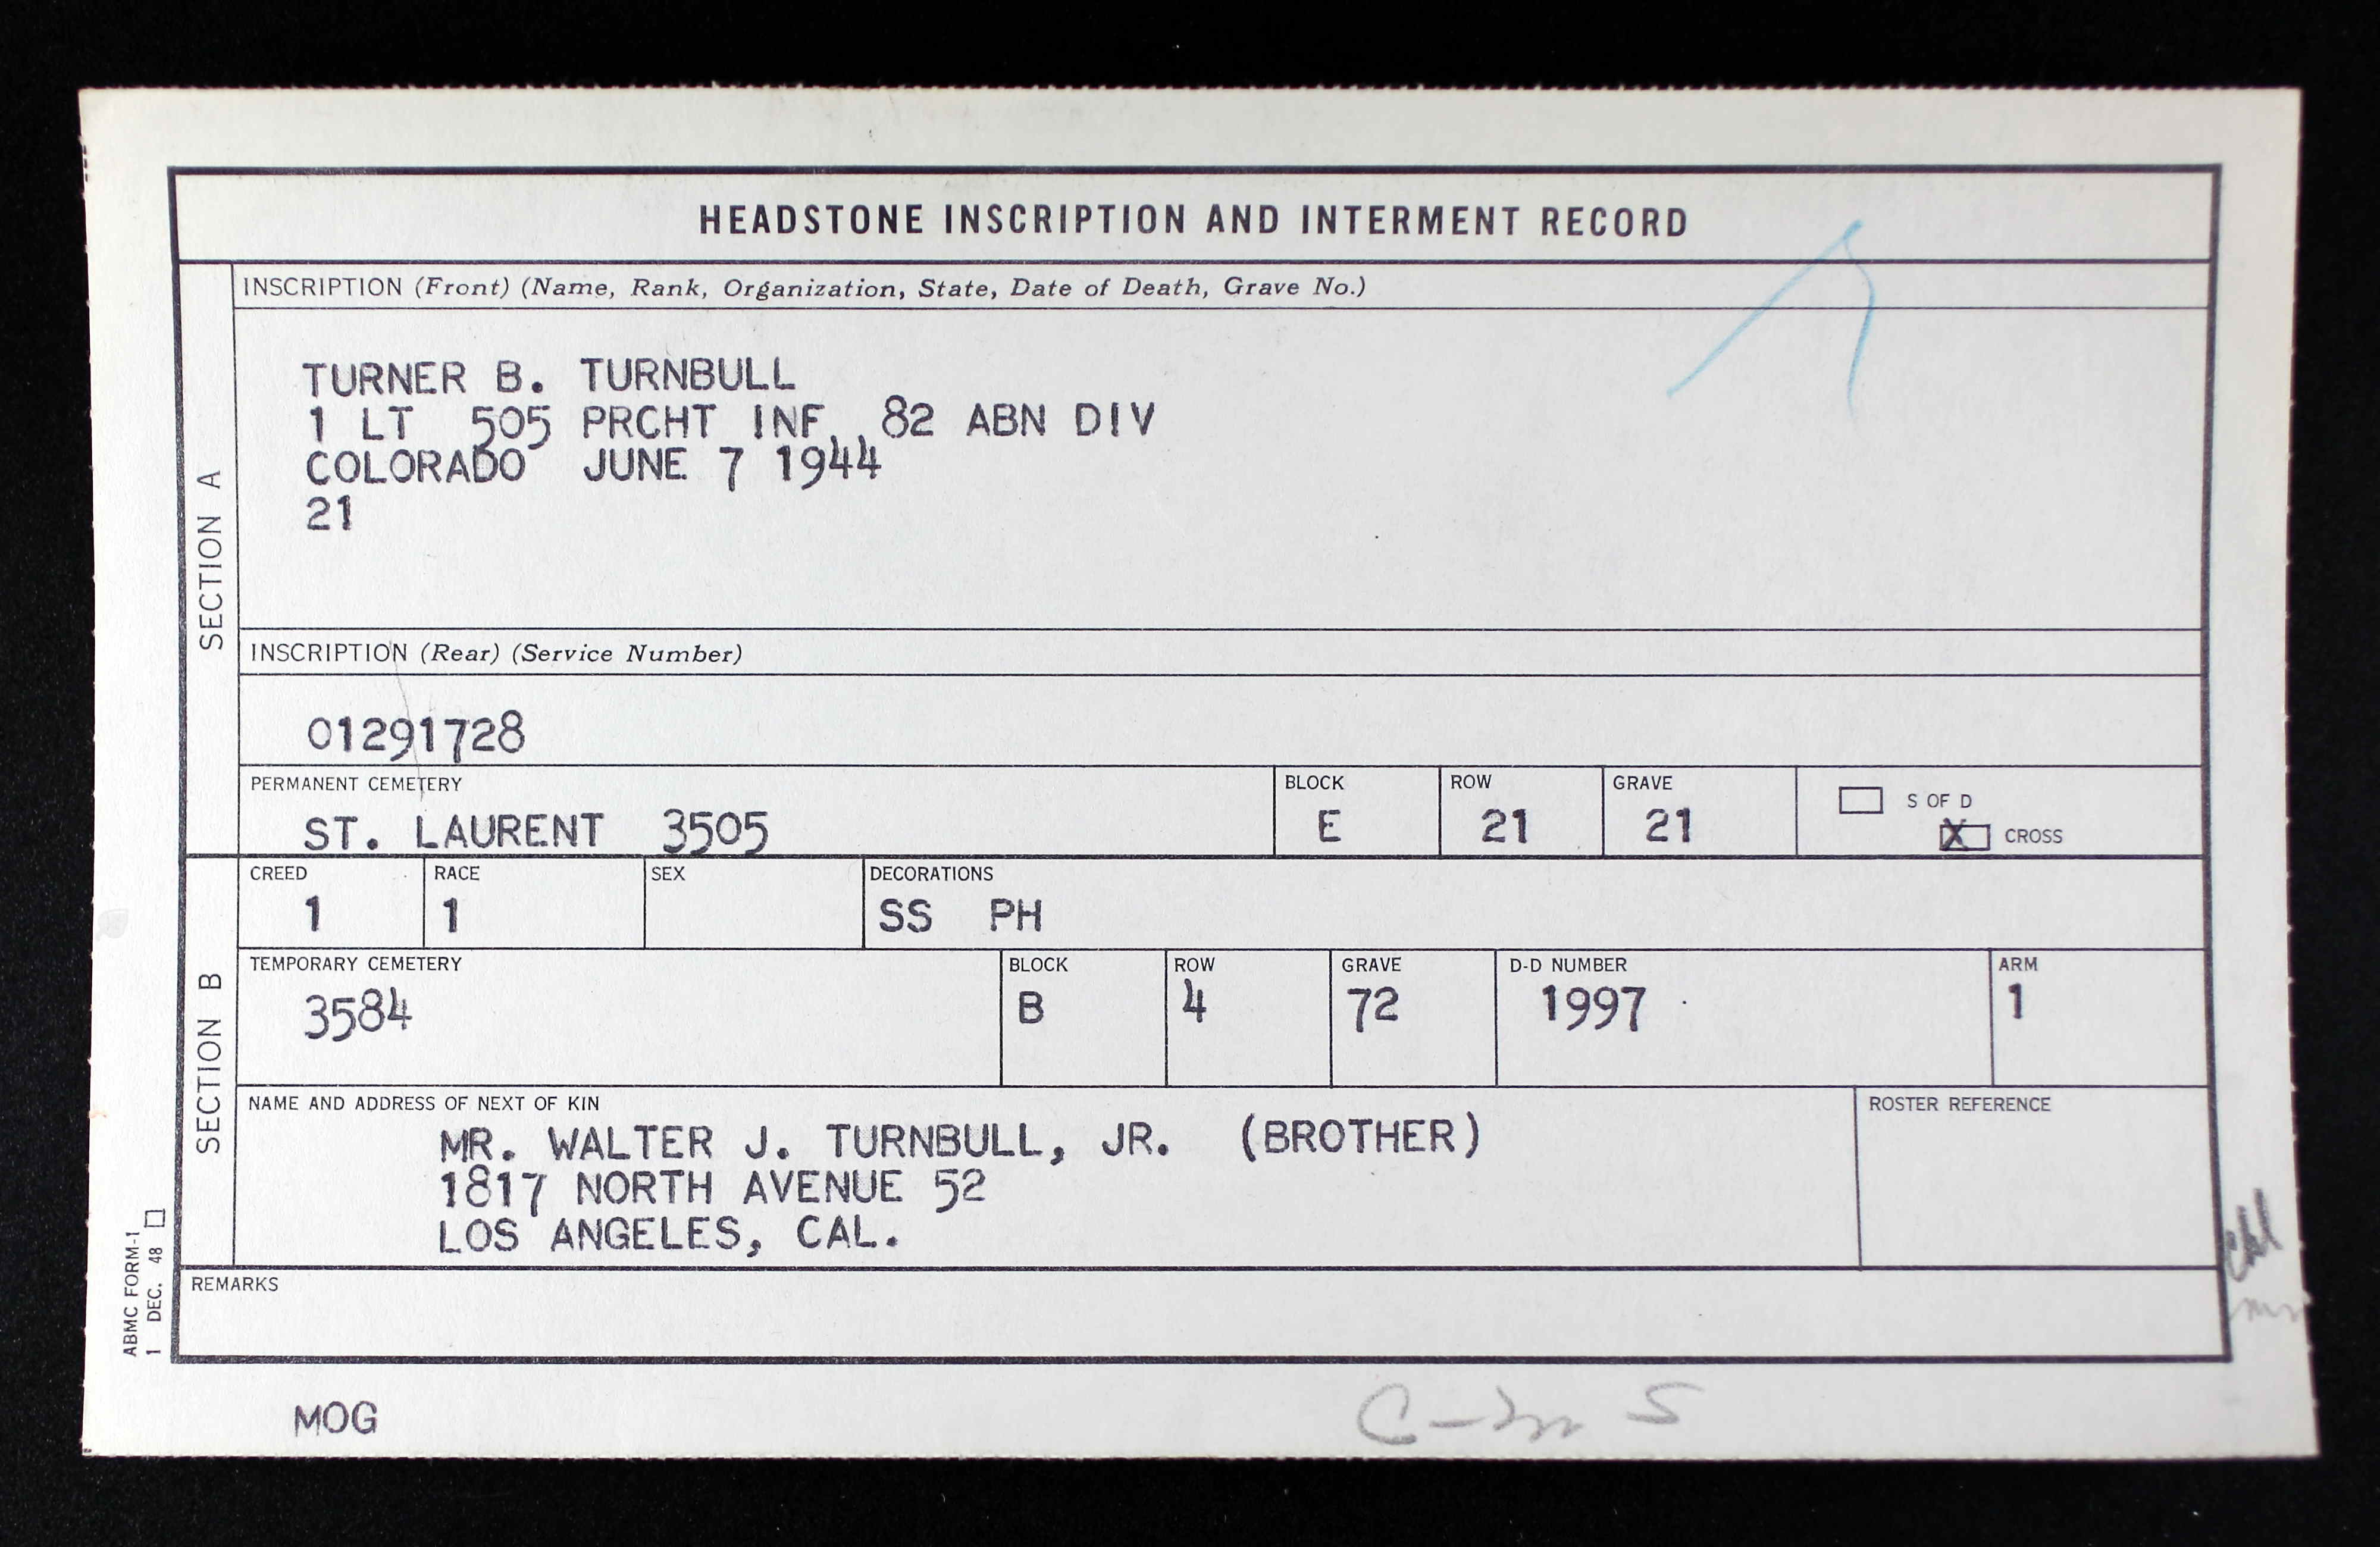 HEADSTONE INSCRIPTION AND INTERMENT RECORD
SECTION A
INSCRIPTION (Front) (Name, Rank, Organization, State, Date of Death, Grave No.)
TURNER B. TURNBULL
1 LT 505 PRCHT INF 82 ABN DIV
COLORADO JUNE 7 1944
21
INSCRIPTION (Rear) (Service Number)
01291728
PERMANENT CEMETERY BLOCK ROW GRAVE
ST. LAURENT 3505 E 21 21
S OF D
X CROSS
SECTION B
CREED RACE SEX DECORATIONS
1 1 SS PH
TEMPORARY CEMETERY BLOCK ROW GRAVE D-D NUMBER ARM
3584 B 4 72 1997 1
NAME AND ADDRESS OF NEXT OF KIN ROSTER REFERENCE
MR. WALTER J. TURNBULL, JR. (BROTHER)
1817 NORTH AVENUE 52
LOS ANGELES, CAL.
REMARKS
ABMC FORM-1
1 DEC. 48
MOG